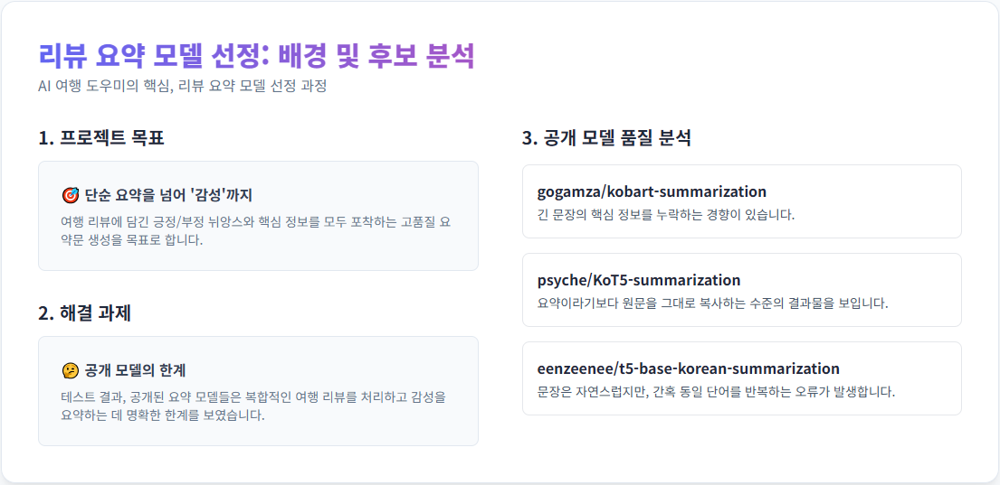 리뷰 요약 모델 선정: 배경 및 후보 분석
AI 여행 도우미의 핵심, 리뷰 요약 모델 선정 과정
1. 프로젝트 목표
🎯 단순 요약을 넘어 '감성'까지
여행 리뷰에 담긴 긍정/부정 뉘앙스와 핵심 정보를 모두 포착하는 고품질 요
약문 생성을 목표로 합니다.
2. 해결 과제
🤔 공개 모델의 한계
테스트 결과, 공개된 요약 모델들은 복합적인 여행 리뷰를 처리하고 감성을
요약하는 데 명확한 한계를 보였습니다.
3. 공개 모델 품질 분석
gogamza/kobart-summarization
긴 문장의 핵심 정보를 누락하는 경향이 있습니다.
psyche/KoT5-summarization
요약이라기보다 원문을 그대로 복사하는 수준의 결과물을 보입니다.
eenzeenee/t5-base-korean-summarization
문장은 자연스럽지만, 간혹 동일 단어를 반복하는 오류가 발생합니다.